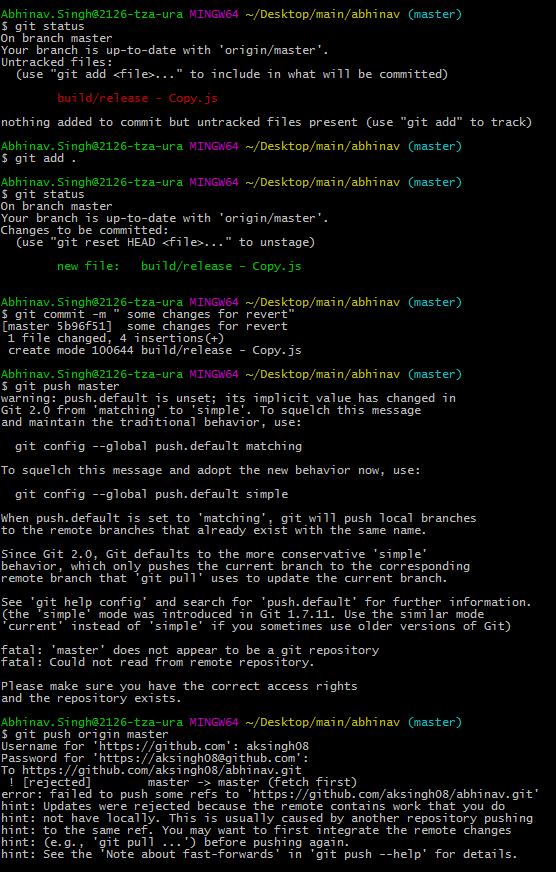 Abhinav.Singh@2126-tza-ura MINGW64 ~/Desktop/main/abhinav (master)
$ git status
On branch master
Your branch is up-to-date with 'origin/master'.
Untracked files:
  (use "git add <file>..." to include in what will be committed)

        build/release - Copy.js

nothing added to commit but untracked files present (use "git add" to track)

Abhinav.Singh@2126-tza-ura MINGW64 ~/Desktop/main/abhinav (master)
$ git add .

Abhinav.Singh@2126-tza-ura MINGW64 ~/Desktop/main/abhinav (master)
$ git status
On branch master
Your branch is up-to-date with 'origin/master'.
Changes to be committed:
  (use "git reset HEAD <file>..." to unstage)

        new file:   build/release - Copy.js


Abhinav.Singh@2126-tza-ura MINGW64 ~/Desktop/main/abhinav (master)
$ git commit -m " some changes for revert"
[master 5b96f51]  some changes for revert
 1 file changed, 4 insertions(+)
 create mode 100644 build/release - Copy.js

Abhinav.Singh@2126-tza-ura MINGW64 ~/Desktop/main/abhinav (master)
$ git push master
warning: push.default is unset; its implicit value has changed in
Git 2.0 from 'matching' to 'simple'. To squelch this message
and maintain the traditional behavior, use:

  git config --global push.default matching

To squelch this message and adopt the new behavior now, use:

  git config --global push.default simple

When push.default is set to 'matching', git will push local branches
to the remote branches that already exist with the same name.

Since Git 2.0, Git defaults to the more conservative 'simple'
behavior, which only pushes the current branch to the corresponding
remote branch that 'git pull' uses to update the current branch.

See 'git help config' and search for 'push.default' for further information.
(the 'simple' mode was introduced in Git 1.7.11. Use the similar mode
'current' instead of 'simple' if you sometimes use older versions of Git)

fatal: 'master' does not appear to be a git repository
fatal: Could not read from remote repository.

Please make sure you have the correct access rights
and the repository exists.

Abhinav.Singh@2126-tza-ura MINGW64 ~/Desktop/main/abhinav (master)
$ git push origin master
Username for 'https://github.com': aksingh08
Password for 'https://aksingh08@github.com':
To https://github.com/aksingh08/abhinav.git
 ! [rejected]        master -> master (fetch first)
error: failed to push some refs to 'https://github.com/aksingh08/abhinav.git'
hint: Updates were rejected because the remote contains work that you do
hint: not have locally. This is usually caused by another repository pushing
hint: to the same ref. You may want to first integrate the remote changes
hint: (e.g., 'git pull ...') before pushing again.
hint: See the 'Note about fast-forwards' in 'git push --help' for details.